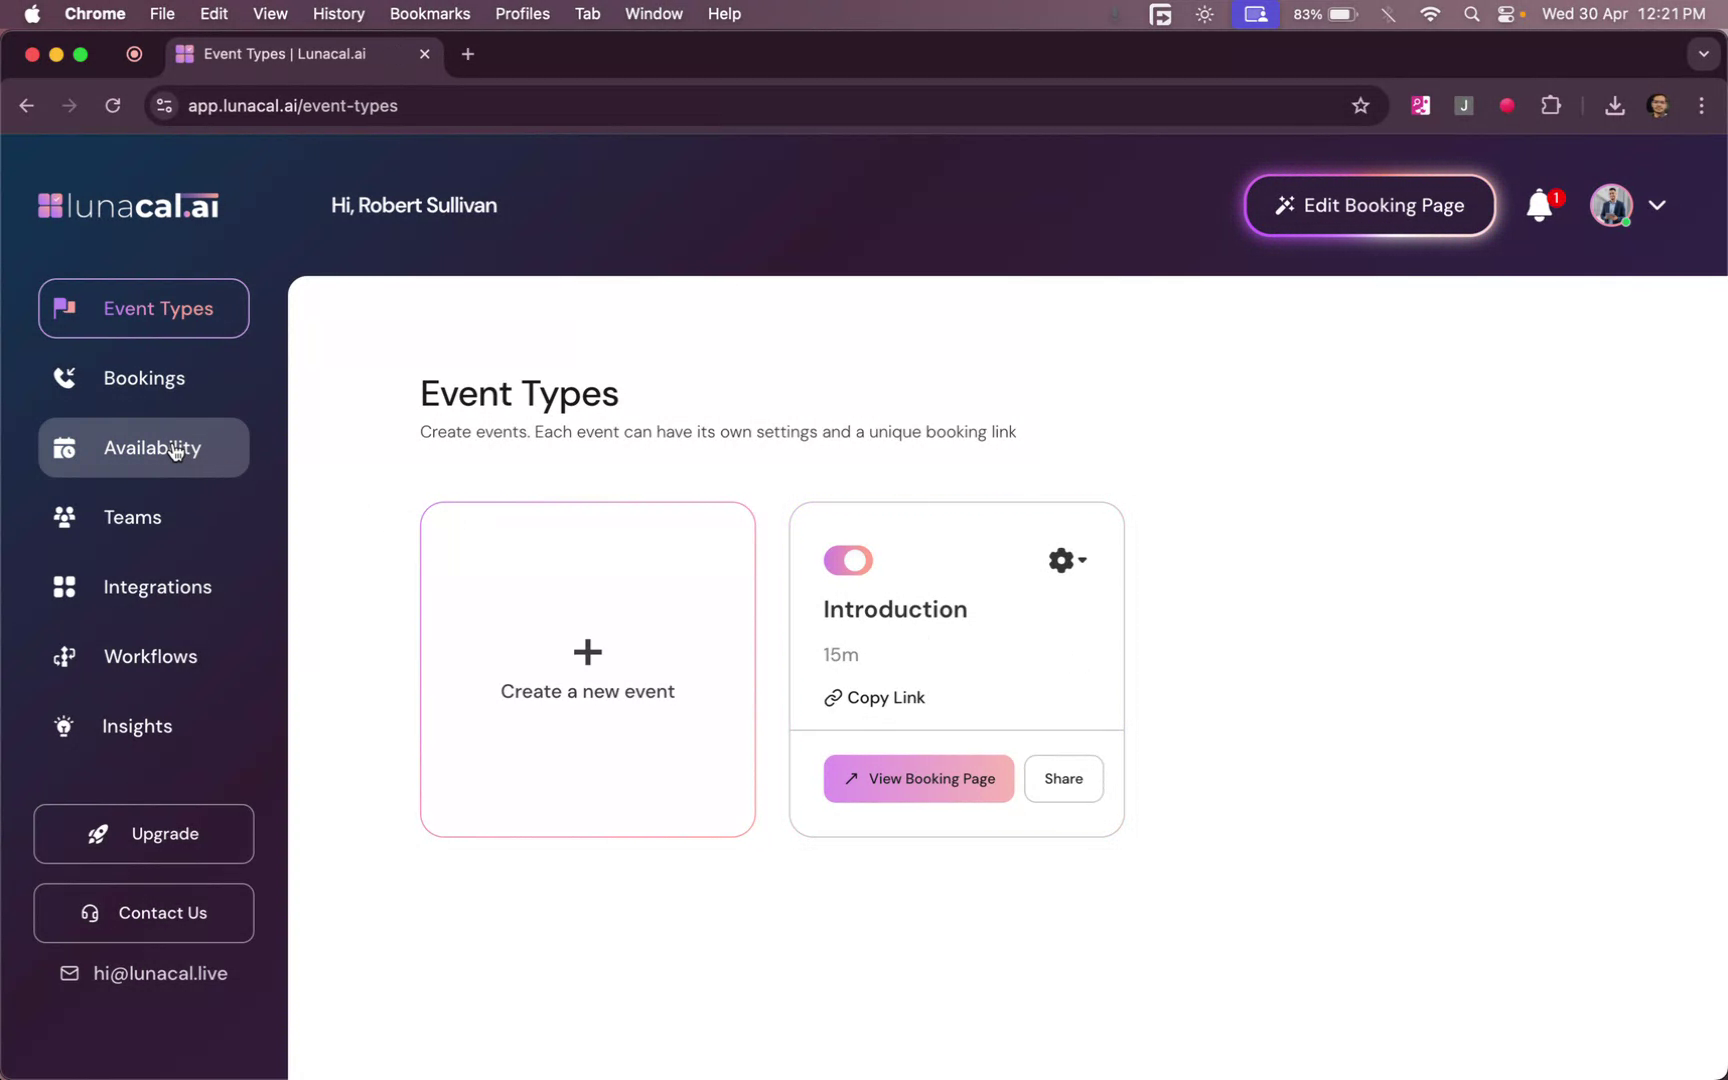 Chrome File Edit View History Bookmarks Profiles Tab Window Help 83% Wed 30 Apr 12:21 PM
Event Types | Lunacal.ai
app.lunacal.ai/event-types
J
lunacal.ai
Hi, Robert Sullivan
Edit Booking Page
1
Event Types
Bookings
Availability
Teams
Integrations
Workflows
Insights
Upgrade
Contact Us
hi@lunacal.live
Event Types
Create events. Each event can have its own settings and a unique booking link
Create a new event
Introduction
15m
Copy Link
View Booking Page
Share